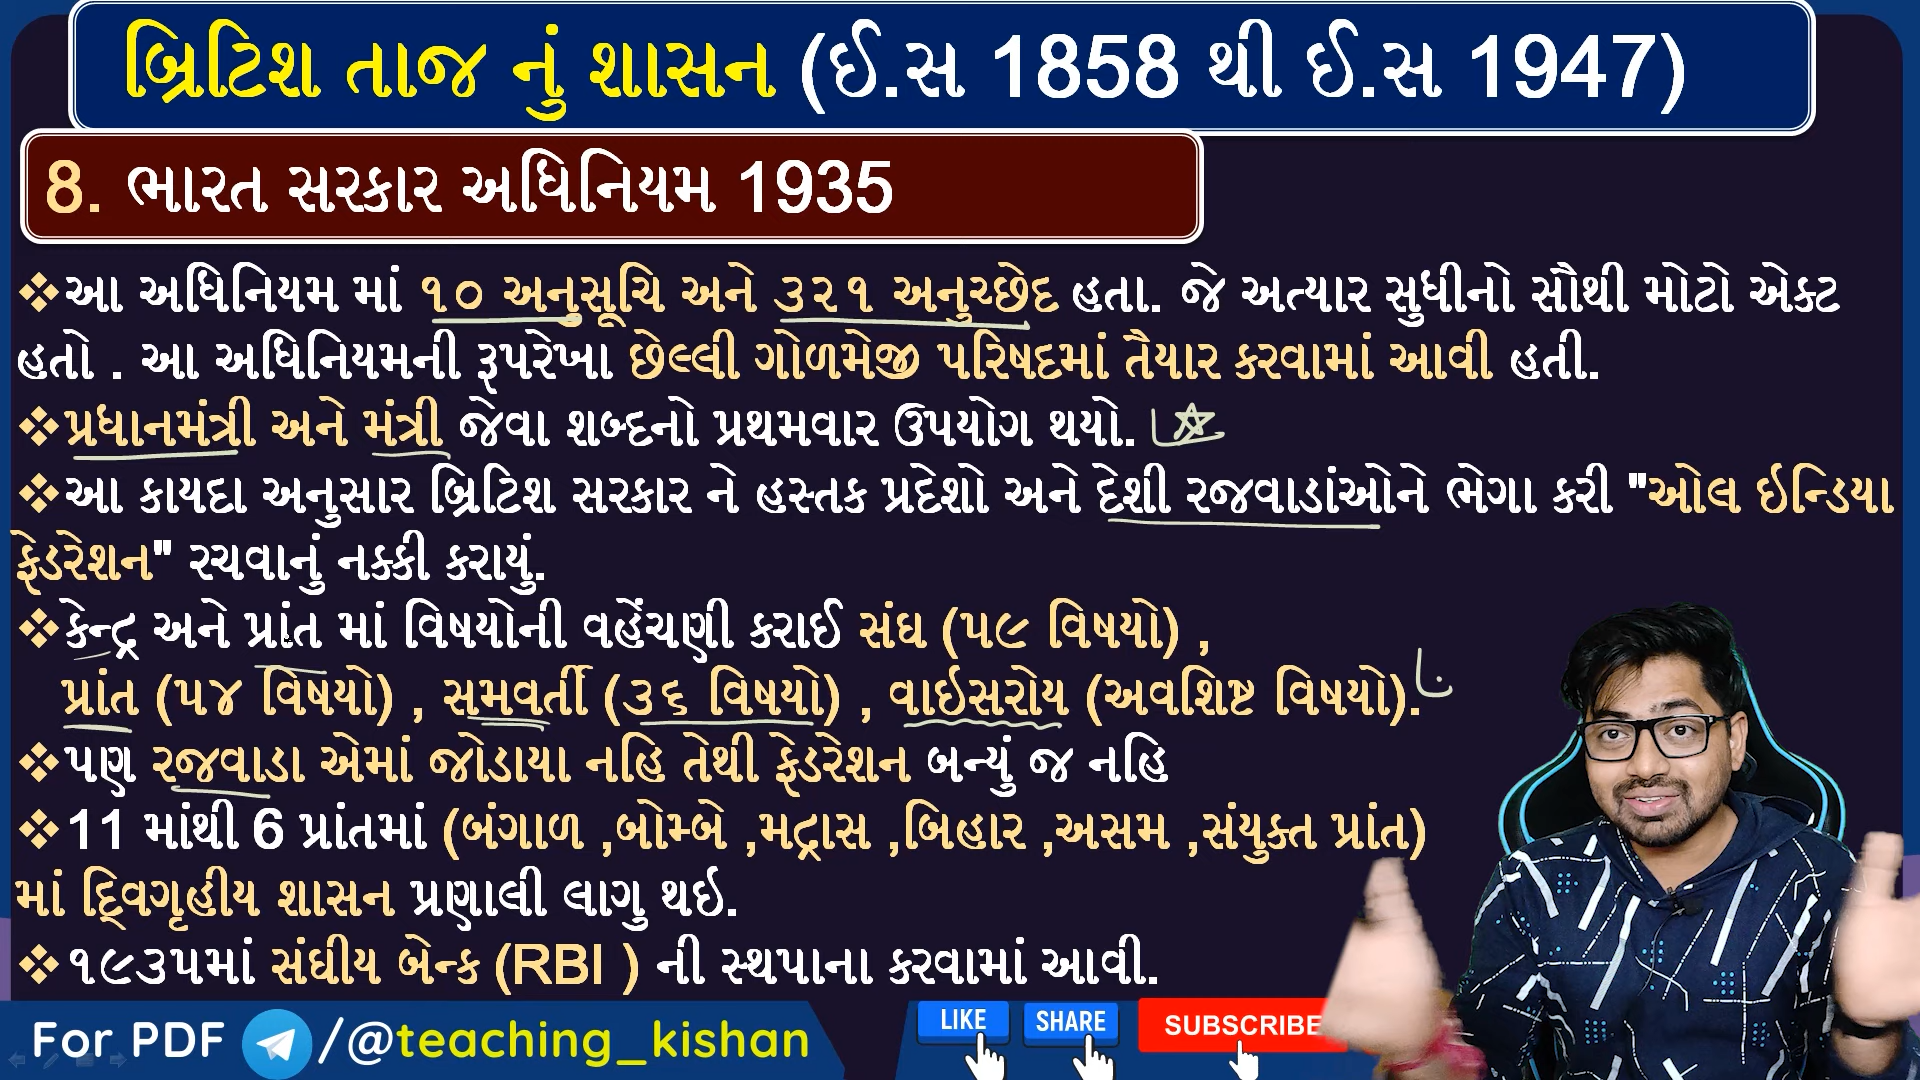 બ્રિટિશ તાજ નું શાસન (ઈ.સ 1858 થી ઈ.સ 1947)
8. ભારત સરકાર અધિનિયમ 1935
❖આ અધિનિયમ માં ૧૦ અનુસૂચિ અને ૩૨૧ અનુચ્છેદ હતા. જે અત્યાર સુધીનો સૌથી મોટો એક્ટ
હતો . આ અધિનિયમની રૂપરેખા છેલ્લી ગોળમેજી પરિષદમાં તૈયાર કરવામાં આવી હતી.
❖પ્રધાનમંત્રી અને મંત્રી જેવા શબ્દનો પ્રથમવાર ઉપયોગ થયો.
❖આ કાયદા અનુસાર બ્રિટિશ સરકાર ને હસ્તક પ્રદેશો અને દેશી રજવાડાંઓને ભેગા કરી "ઓલ ઇન્ડિયા
ફેડરેશન" રચવાનું નક્કી કરાયું.
❖કેન્દ્ર અને પ્રાંત માં વિષયોની વહેંચણી કરાઈ સંઘ (૫૯ વિષયો) ,
પ્રાંત (૫૪ વિષયો) , સમવર્તી (૩૬ વિષયો) , વાઇસરોય (અવશિષ્ટ વિષયો).
❖પણ રજવાડા એમાં જોડાયા નહિ તેથી ફેડરેશન બન્યું જ નહિ
❖11 માંથી 6 પ્રાંતમાં (બંગાળ ,બોમ્બે ,મદ્રાસ ,બિહાર ,અસમ ,સંયુક્ત પ્રાંત)
માં દ્વિગૃહીય શાસન પ્રણાલી લાગુ થઇ.
❖૧૯૩૫માં સંઘીય બેન્ક (RBI ) ની સ્થપાના કરવામાં આવી.
For PDF /@teaching_kishan
LIKE SHARE SUBSCRIBE